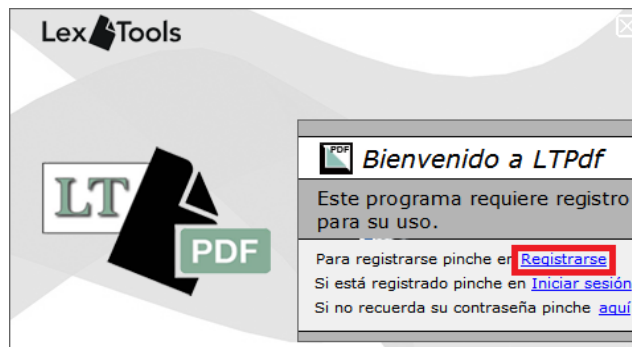 Lex Tools
LT
PDF
PDF
Bienvenido a LTPdf
Este programa requiere registro
para su uso.
Para registrarse pinche en Registrarse
Si está registrado pinche en Iniciar sesión
Si no recuerda su contraseña pinche aquí